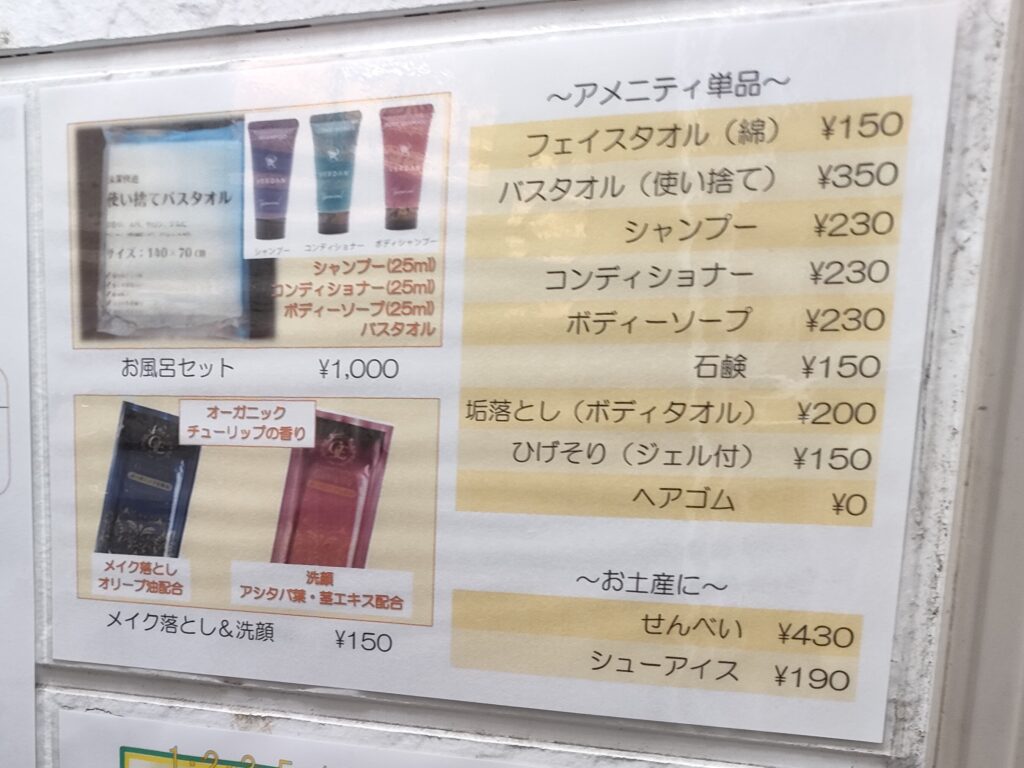 使い捨てバスタオル
サイズ：140×70cm
シャンプー
コンディショナー
ボディシャンプー
シャンプー(25ml)
コンディショナー(25ml)
ボディーソープ(25ml)
バスタオル
お風呂セット ¥1,000
オーガニック
チューリップの香り
メイク落とし
オリーブ油配合
洗顔
アシタバ葉・茎エキス配合
メイク落とし＆洗顔 ¥150
～アメニティ単品～
フェイスタオル（綿） ¥150
バスタオル（使い捨て） ¥350
シャンプー ¥230
コンディショナー ¥230
ボディーソープ ¥230
石鹸 ¥150
垢落とし（ボディタオル） ¥200
ひげそり（ジェル付） ¥150
ヘアゴム ¥0
～お土産に～
せんべい ¥430
シューアイス ¥190